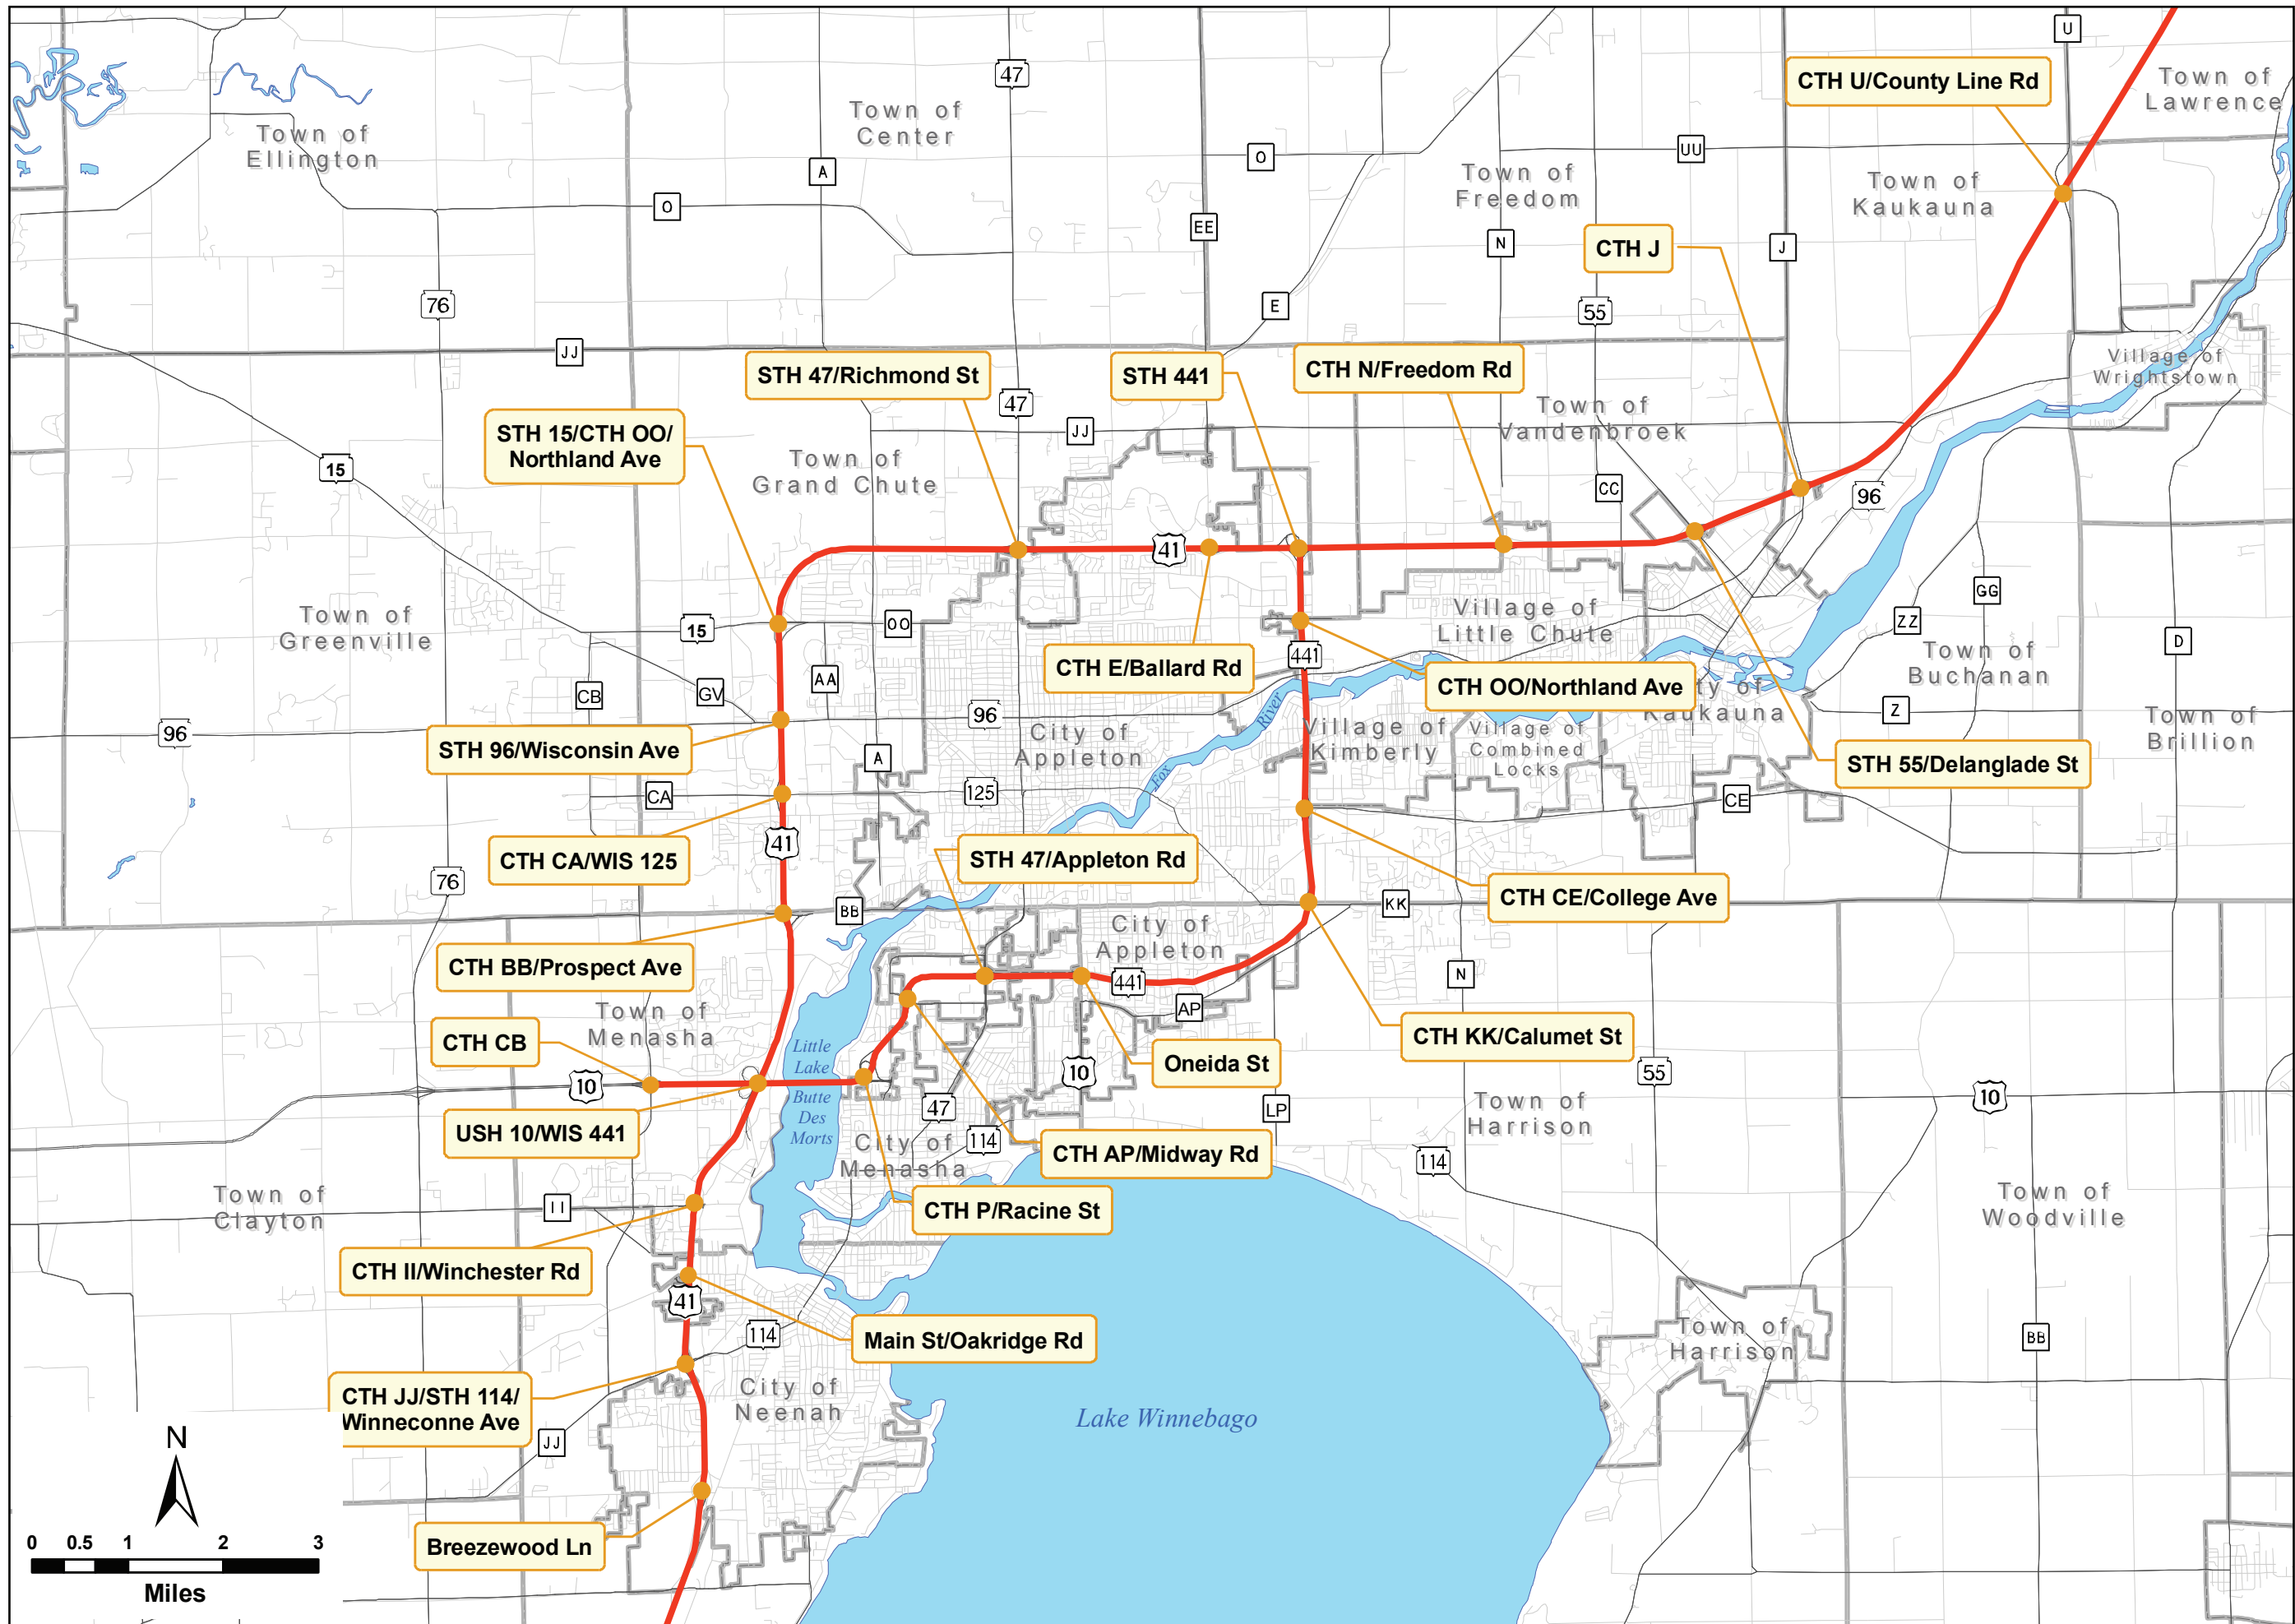 U
CTH U/County Line Rd
Town of
Lawrence
47
Town of
Center
Town of
Ellington
O
UU
A
Town of
Freedom
Town of
Kaukauna
O
EE
N
CTH J
J
76
E
55
JJ
STH 47/Richmond St
STH 441
CTH N/Freedom Rd
Village of
Wrightstown
47
STH 15/CTH OO/
Northland Ave
JJ
Town of
Vandenbroek
15
Town of
Grand Chute
CC
96
41
Town of
Greenville
15
OO
441
Village of
Little Chute
GG
ZZ
D
CTH E/Ballard Rd
Town of
Buchanan
CB
GV
AA
CTH OO/Northland Ave
ty of
Kaukauna
96
96
Z
STH 96/Wisconsin Ave
City of
Appleton
River
Fox
Village of
Kimberly
Village of
Combined
Locks
Town of
Brillion
A
STH 55/Delanglade St
CA
125
CE
41
CTH CA/WIS 125
STH 47/Appleton Rd
76
CTH CE/College Ave
BB
KK
City of
Appleton
CTH BB/Prospect Ave
441
N
AP
Town of
Menasha
CTH CB
CTH KK/Calumet St
Little
Lake
Butte
Des
Morts
Oneida St
10
10
55
10
47
LP
USH 10/WIS 441
114
Town of
Harrison
City of
Menasha
CTH AP/Midway Rd
114
Town of
Clayton
II
CTH P/Racine St
Town of
Woodville
CTH II/Winchester Rd
41
114
Main St/Oakridge Rd
Town of
Harrison
BB
CTH JJ/STH 114/
Winneconne Ave
City of
Neenah
Lake Winnebago
JJ
N
Breezewood Ln
0 0.5 1 2 3
Miles